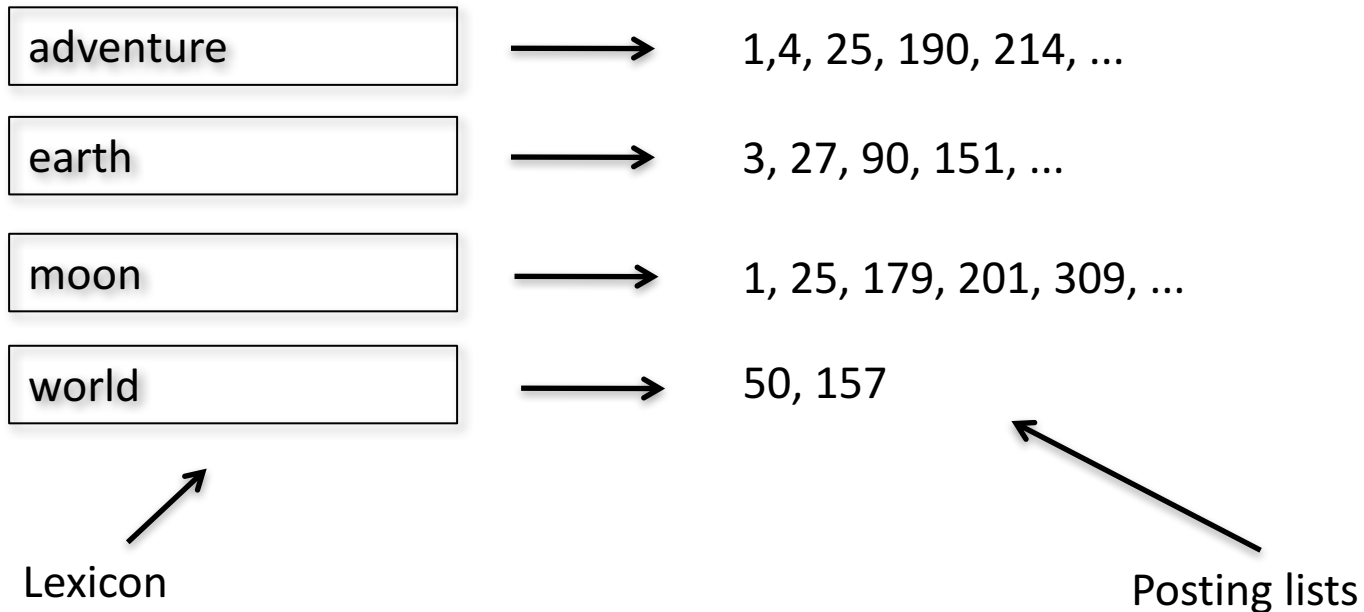 adventure 1,4, 25, 190, 214, ...
earth 3, 27, 90, 151, ...
moon 1, 25, 179, 201, 309, ...
world 50, 157
Lexicon Posting lists